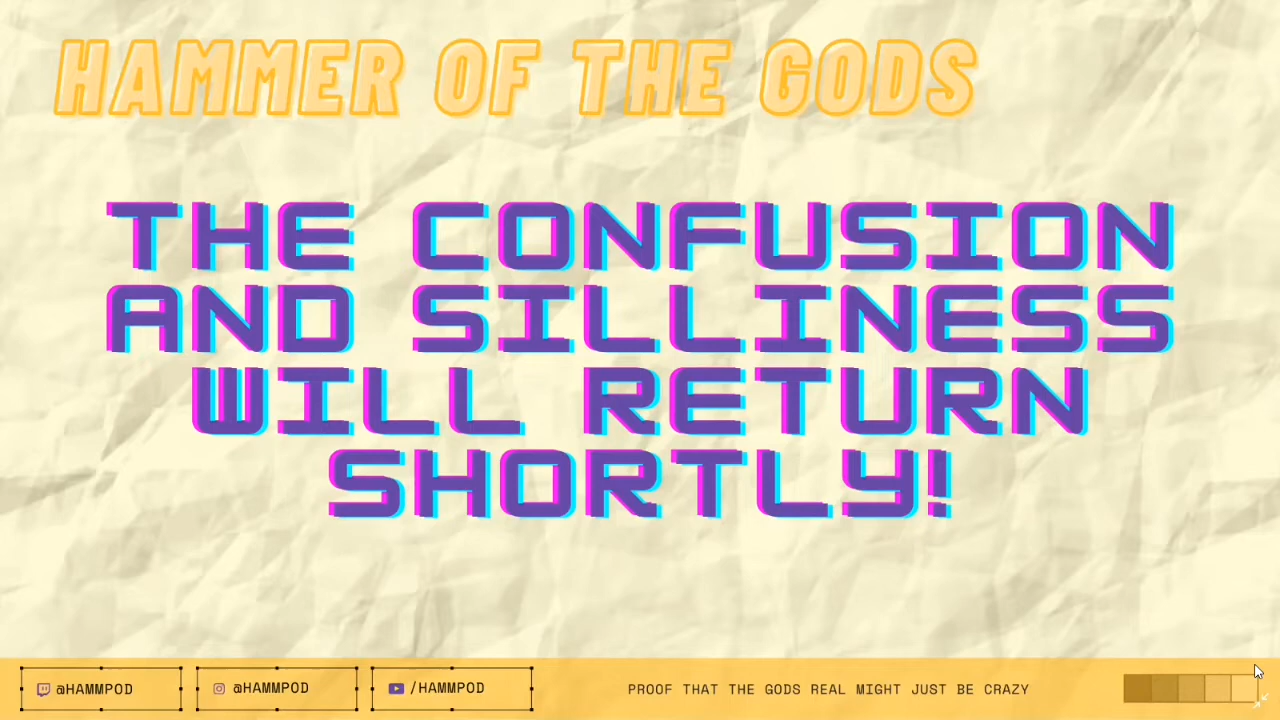 HAMMER OF THE GODS
THE CONFUSION
AND SILLINESS
WILL RETURN
SHORTLY!
@HAMMPOD
@HAMMPOD
/HAMMPOD
PROOF THAT THE GODS REAL MIGHT JUST BE CRAZY